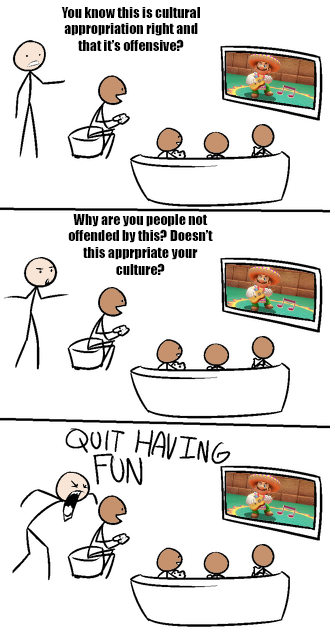 You know this is cultural
appropriation right and
that it's offensive?
Why are you people not
offended by this? Doesn't
this apprpriate your
culture?
QUIT HAVING
FUN